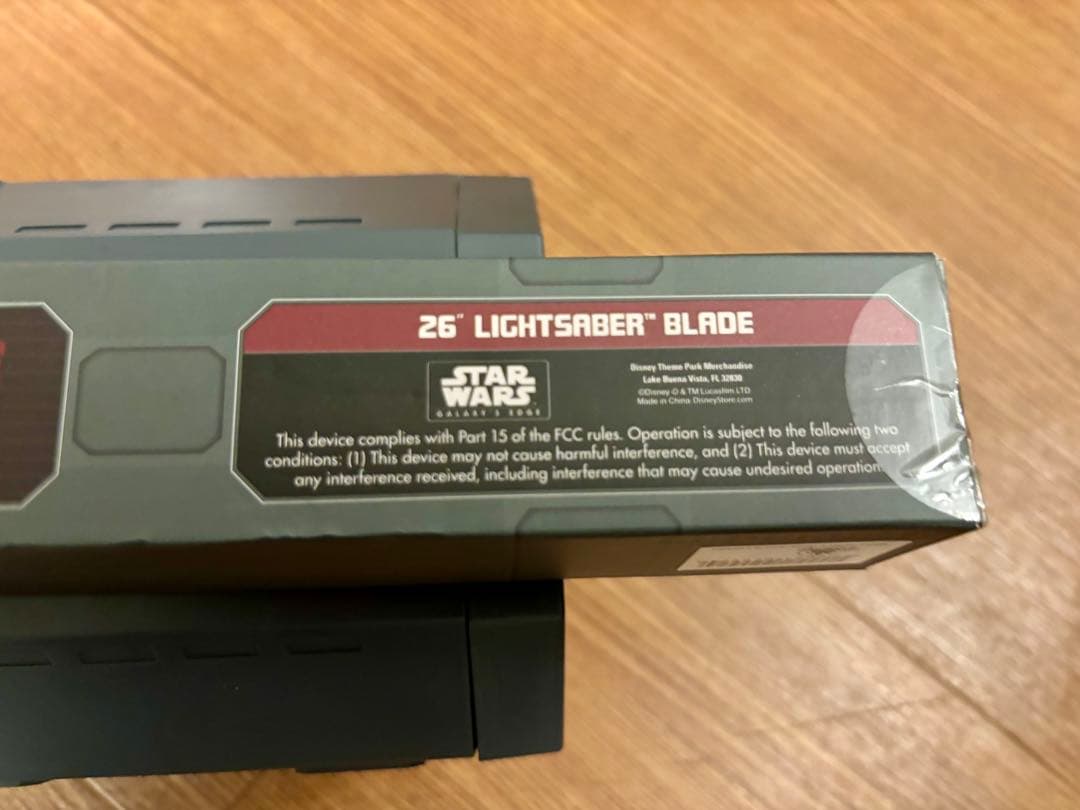 26" LIGHTSABER™ BLADE
STAR
WARS
GALAXY'S EDGE
Disney Theme Park Merchandise
Lake Buena Vista, FL 32830
©Disney © & TM Lucasfilm LTD
Made in China DisneyStore.com
This device complies with Part 15 of the FCC rules. Operation is subject to the following two
conditions: (1) This device may not cause harmful interference, and (2) This device must accept
any interference received, including interference that may cause undesired operation.